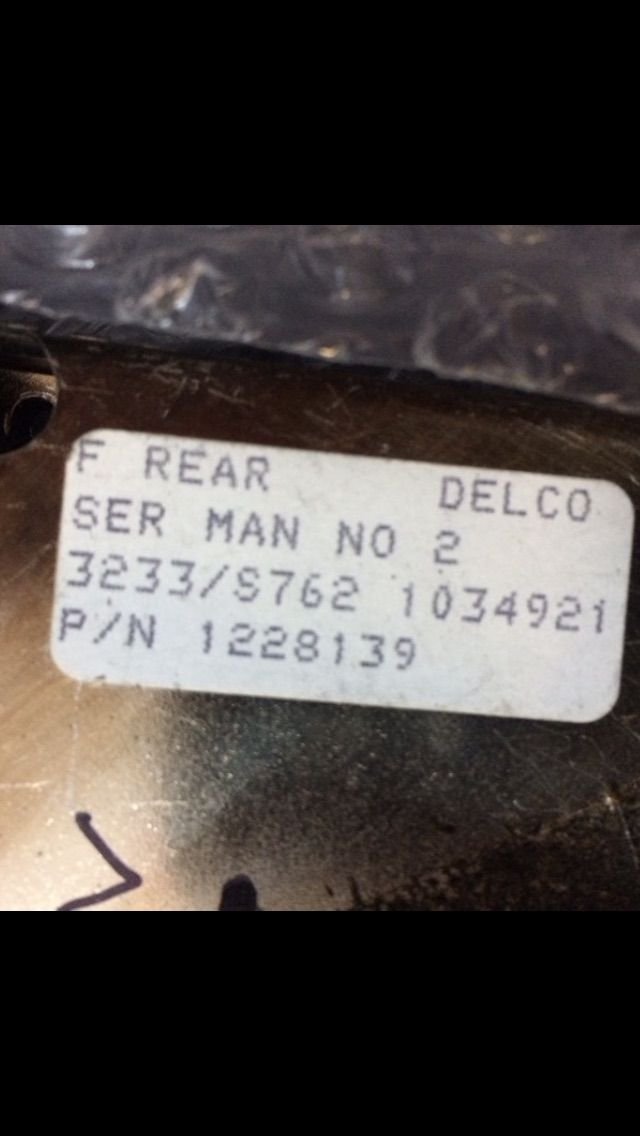 F REAR DELCO
SER MAN NO 2
3233/S762 1034921
P/N 1228139